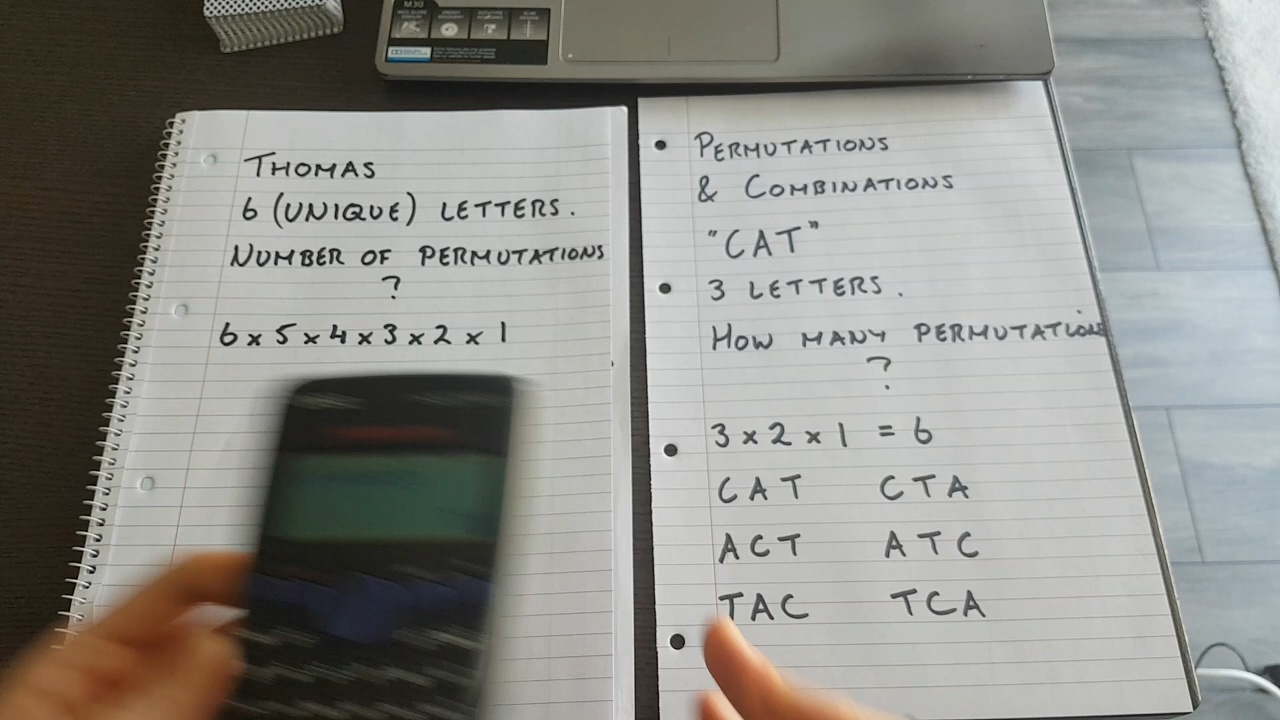 M30
THOMAS
6 (UNIQUE) LETTERS.
NUMBER OF PERMUTATIONS
?
6 x 5 x 4 x 3 x 2 x 1
PERMUTATIONS
& COMBINATIONS
"CAT"
3 LETTERS.
HOW MANY PERMUTATIONS
?
3 x 2 x 1 = 6
CAT CTA
ACT ATC
TAC TCA